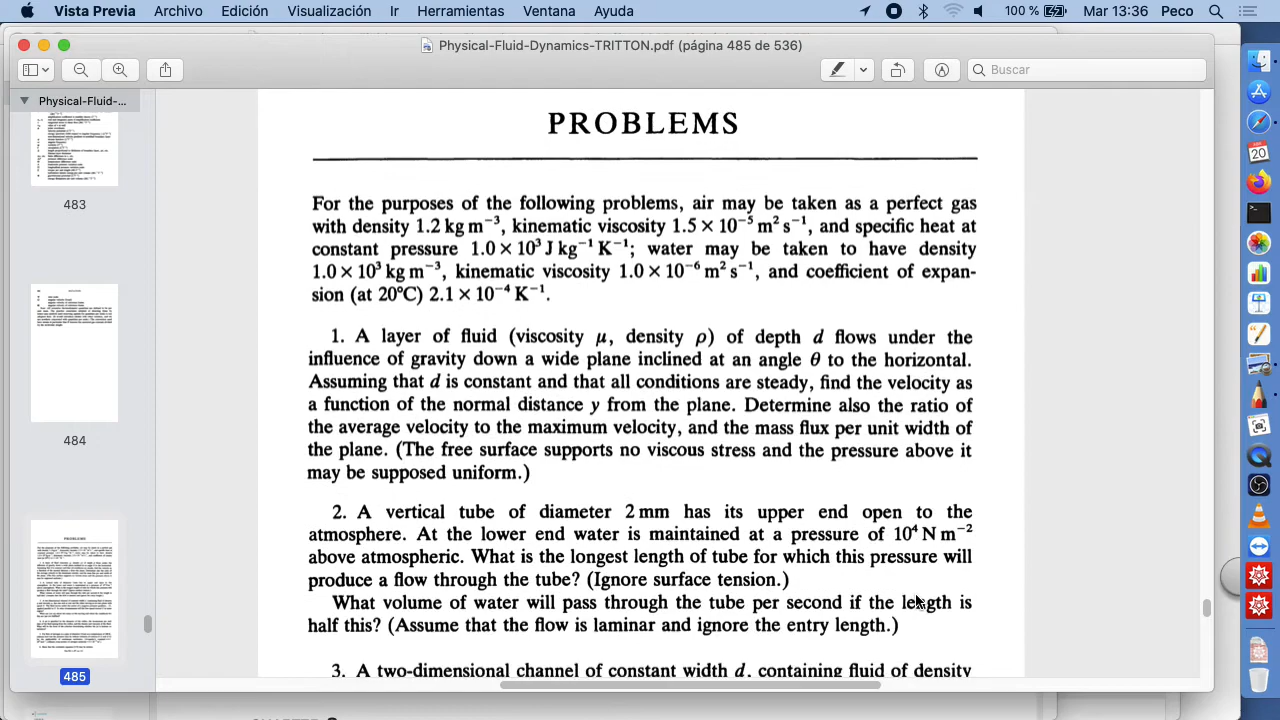 Vista Previa Archivo Edición Visualización Ir Herramientas Ventana Ayuda 100 % Mar 13:36 Peco
Physical-Fluid-Dynamics-TRITTON.pdf (página 485 de 536)
Buscar
Physical-Fluid-...
483
484
485
PROBLEMS
For the purposes of the following problems, air may be taken as a perfect gas
with density 1.2 kg m⁻³, kinematic viscosity 1.5 × 10⁻⁵ m² s⁻¹, and specific heat at
constant pressure 1.0 × 10³ J kg⁻¹ K⁻¹; water may be taken to have density
1.0 × 10³ kg m⁻³, kinematic viscosity 1.0 × 10⁻⁶ m² s⁻¹, and coefficient of expan-
sion (at 20°C) 2.1 × 10⁻⁴ K⁻¹.
1. A layer of fluid (viscosity μ, density ρ) of depth d flows under the
influence of gravity down a wide plane inclined at an angle θ to the horizontal.
Assuming that d is constant and that all conditions are steady, find the velocity as
a function of the normal distance y from the plane. Determine also the ratio of
the average velocity to the maximum velocity, and the mass flux per unit width of
the plane. (The free surface supports no viscous stress and the pressure above it
may be supposed uniform.)
2. A vertical tube of diameter 2 mm has its upper end open to the
atmosphere. At the lower end water is maintained at a pressure of 10⁴ N m⁻²
above atmospheric. What is the longest length of tube for which this pressure will
produce a flow through the tube? (Ignore surface tension.)
What volume of water will pass through the tube per second if the length is
half this? (Assume that the flow is laminar and ignore the entry length.)
3. A two-dimensional channel of constant width d, containing fluid of density
APR
20